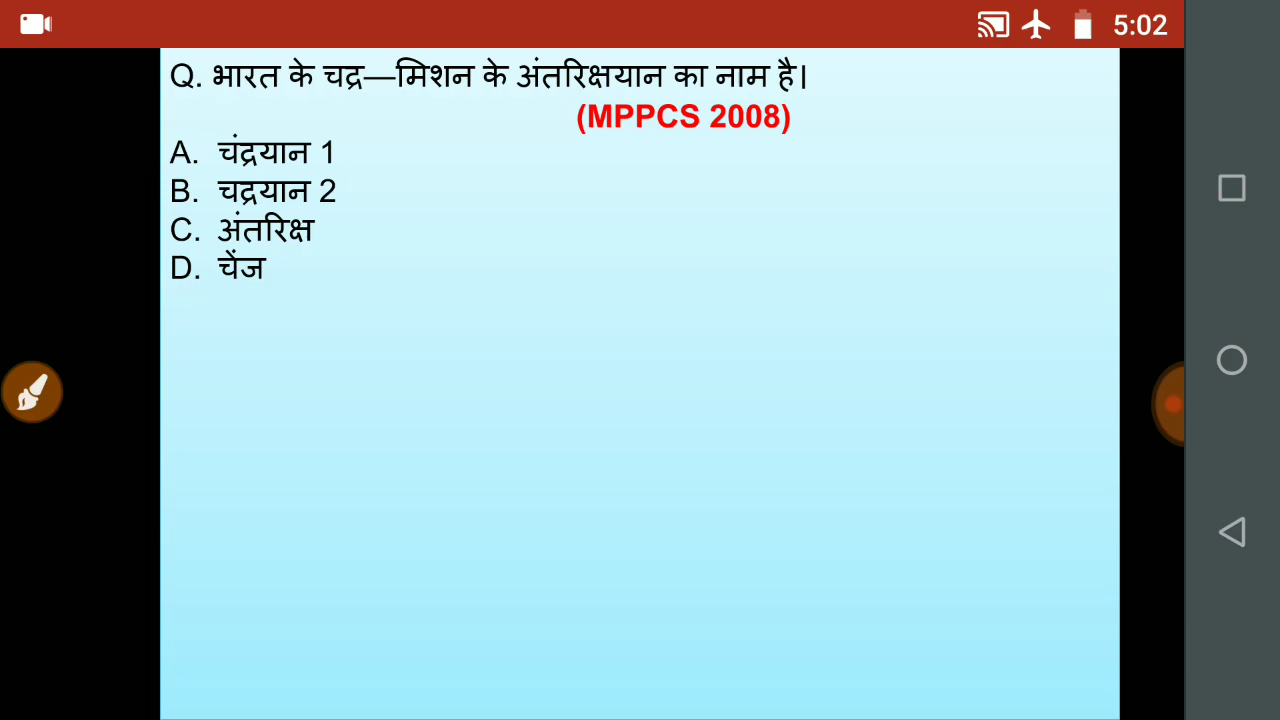 5:02
Q. भारत के चद्र—मिशन के अंतरिक्षयान का नाम है।
(MPPCS 2008)
A. चंद्रयान 1
B. चद्रयान 2
C. अंतरिक्ष
D. चेंज